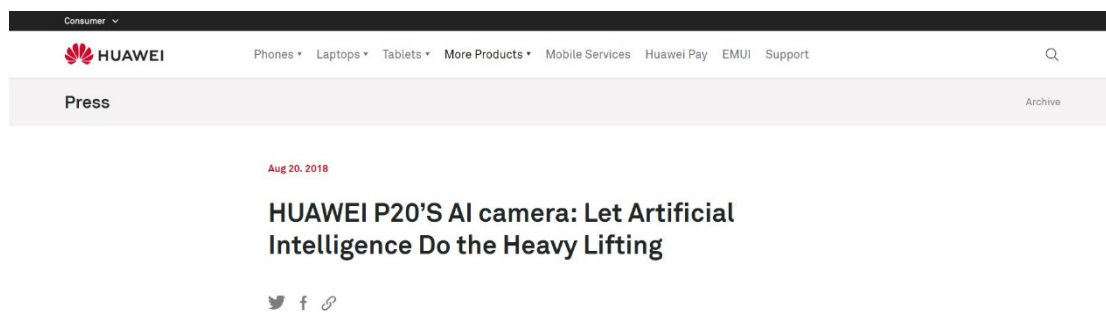 Consumer
HUAWEI
Phones Laptops Tablets More Products Mobile Services Huawei Pay EMUI Support
Press
Archive
Aug 20. 2018
HUAWEI P20'S AI camera: Let Artificial
Intelligence Do the Heavy Lifting